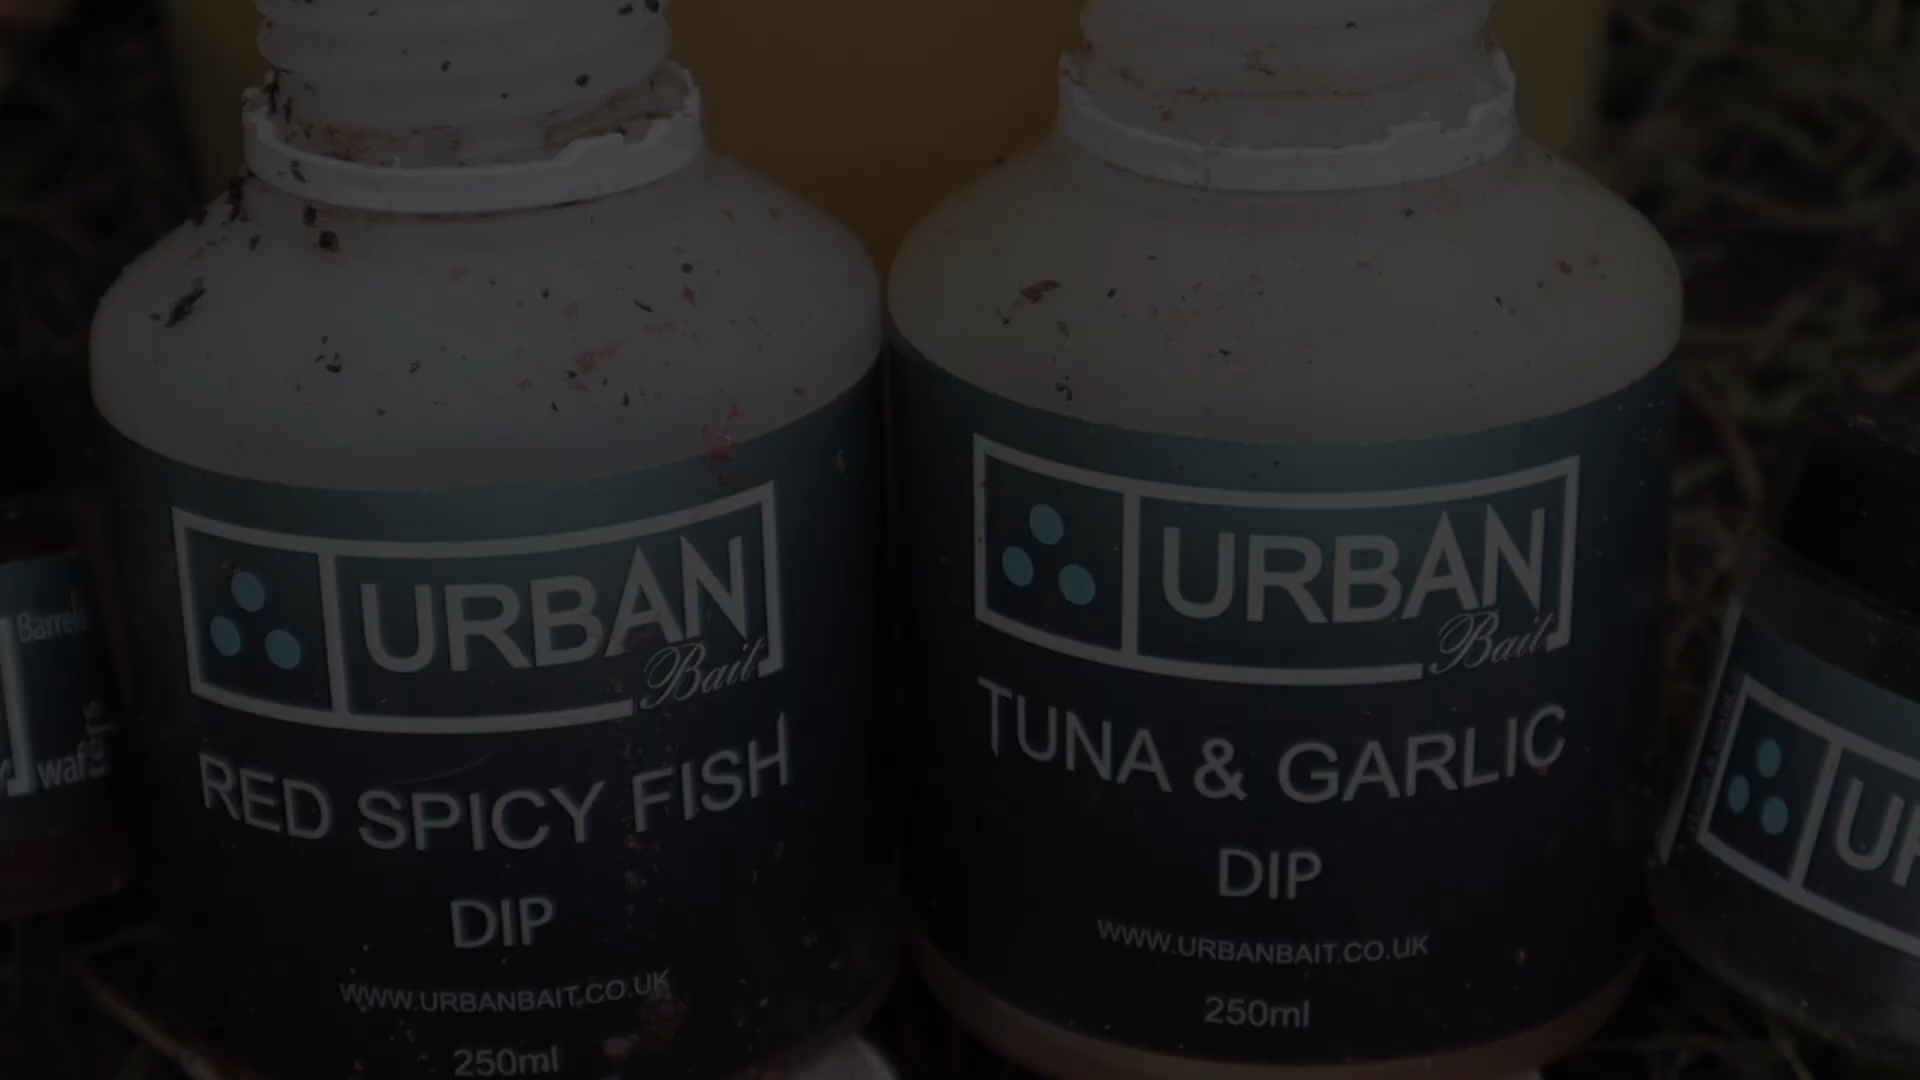 URBAN
Bait
RED SPICY FISH
DIP
WWW.URBANBAIT.CO.UK
250ml
URBAN
Bait
TUNA & GARLIC
DIP
WWW.URBANBAIT.CO.UK
250ml
Barrels